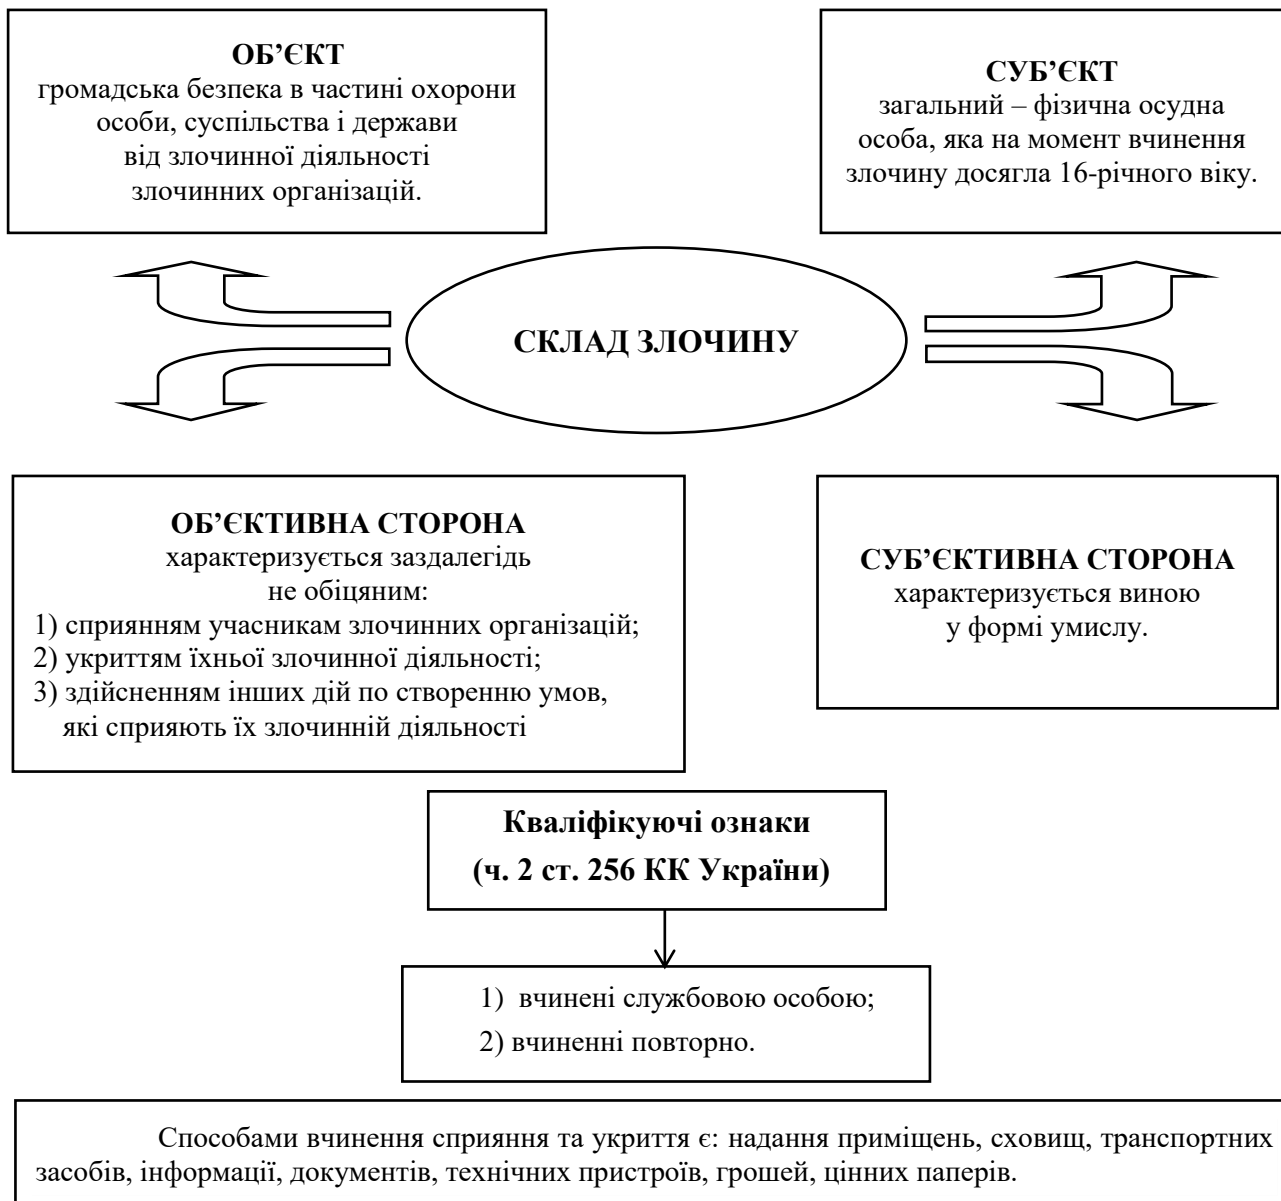 ОБ’ЄКТ
громадська безпека в частині охорони
особи, суспільства і держави
від злочинної діяльності
злочинних організацій.
СУБ’ЄКТ
загальний – фізична осудна
особа, яка на момент вчинення
злочину досягла 16-річного віку.
СКЛАД ЗЛОЧИНУ
ОБ’ЄКТИВНА СТОРОНА
характеризується заздалегідь
не обіцяним:
1) сприянням учасникам злочинних організацій;
2) укриттям їхньої злочинної діяльності;
3) здійсненням інших дій по створенню умов,
які сприяють їх злочинній діяльності
СУБ’ЄКТИВНА СТОРОНА
характеризується виною
у формі умислу.
Кваліфікуючі ознаки
(ч. 2 ст. 256 КК України)
1) вчинені службовою особою;
2) вчиненні повторно.
Способами вчинення сприяння та укриття є: надання приміщень, сховищ, транспортних
засобів, інформації, документів, технічних пристроїв, грошей, цінних паперів.